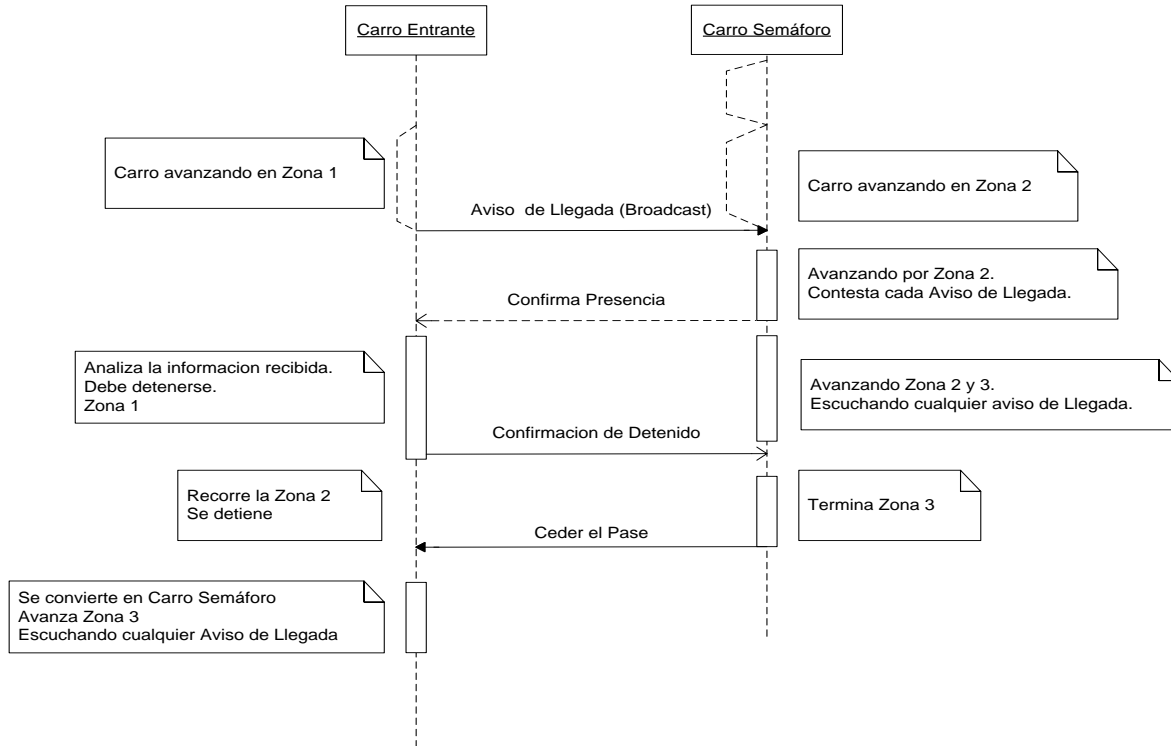 Carro Entrante
Carro Semáforo
Carro avanzando en Zona 1
Carro avanzando en Zona 2
Aviso de Llegada (Broadcast)
Avanzando por Zona 2.
Contesta cada Aviso de Llegada.
Confirma Presencia
Analiza la informacion recibida.
Debe detenerse.
Zona 1
Avanzando Zona 2 y 3.
Escuchando cualquier aviso de Llegada.
Confirmacion de Detenido
Recorre la Zona 2
Se detiene
Termina Zona 3
Ceder el Pase
Se convierte en Carro Semáforo
Avanza Zona 3
Escuchando cualquier Aviso de Llegada